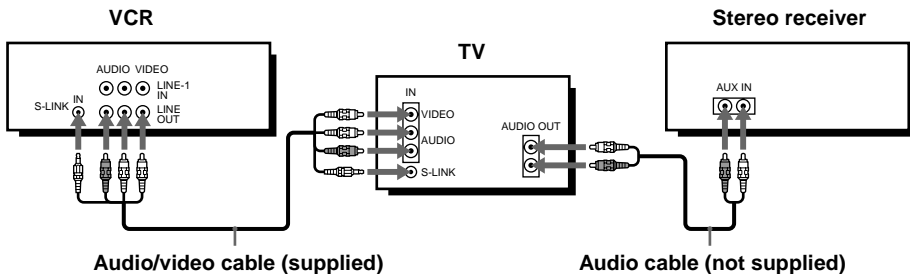 VCR
TV
Stereo receiver
AUDIO VIDEO
LINE-1
IN
IN
S-LINK
LINE
OUT
IN
VIDEO
AUDIO
S-LINK
AUDIO OUT
AUX IN
Audio/video cable (supplied)
Audio cable (not supplied)